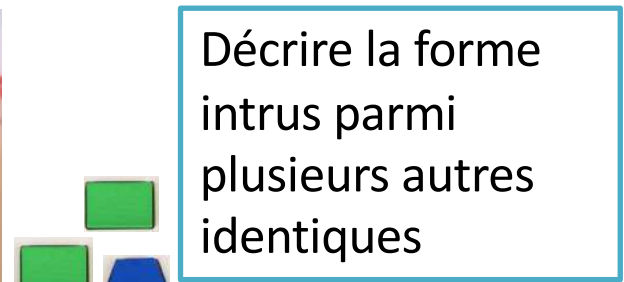 Décrire la forme
intrus parmi
plusieurs autres
identiques